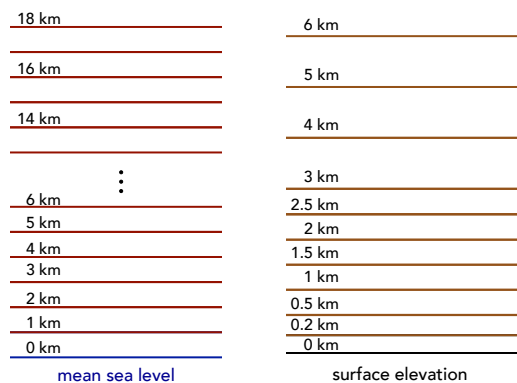 18 km
16 km
14 km
6 km
5 km
4 km
3 km
2 km
1 km
0 km
mean sea level
6 km
5 km
4 km
3 km
2.5 km
2 km
1.5 km
1 km
0.5 km
0.2 km
0 km
surface elevation